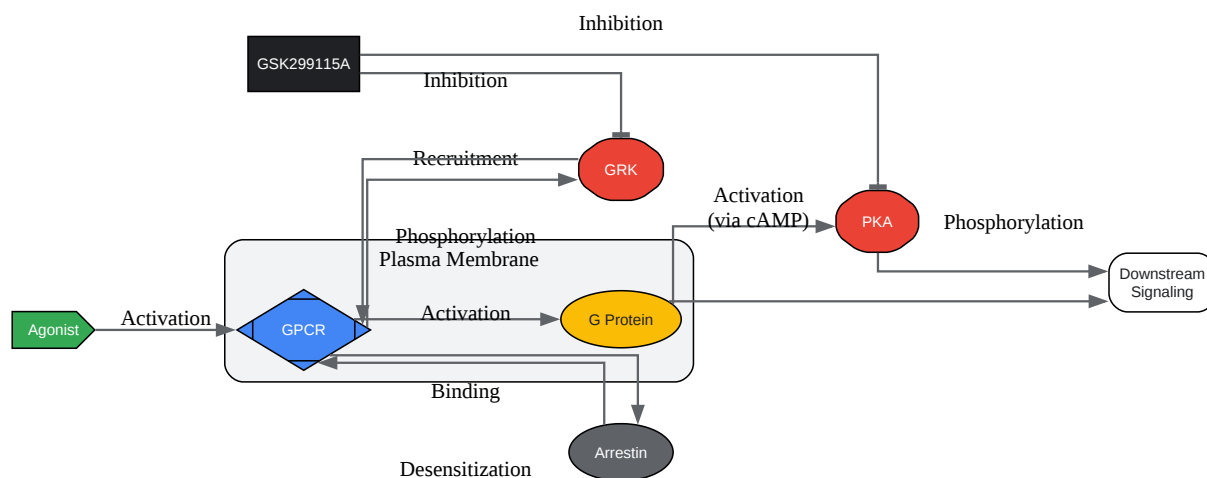 Inhibition
GSK299115A
Inhibition
Recruitment
GRK
Activation
(via cAMP)
PKA
Phosphorylation
Phosphorylation
Plasma Membrane
Downstream
Signaling
Agonist
Activation
GPCR
Activation
G Protein
Binding
Arrestin
Desensitization